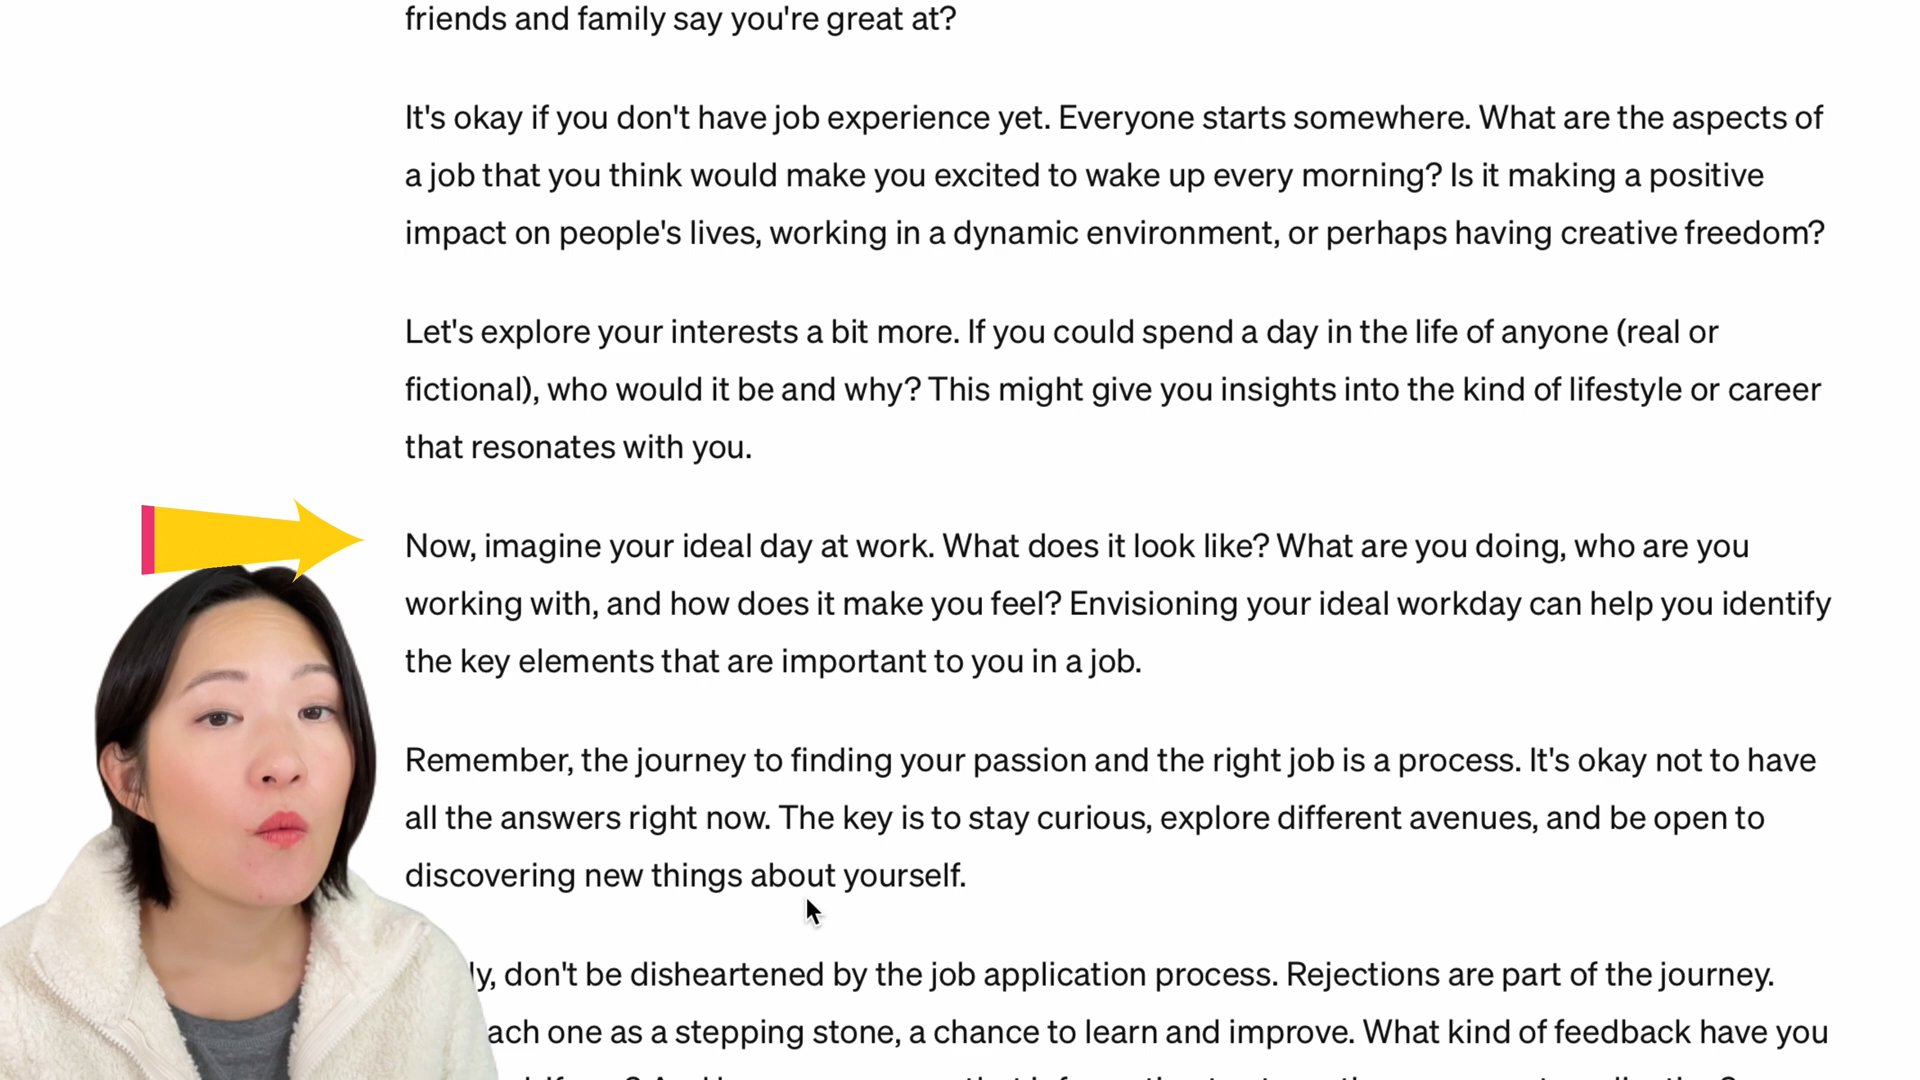 friends and family say you're great at?
It's okay if you don't have job experience yet. Everyone starts somewhere. What are the aspects of
a job that you think would make you excited to wake up every morning? Is it making a positive
impact on people's lives, working in a dynamic environment, or perhaps having creative freedom?
Let's explore your interests a bit more. If you could spend a day in the life of anyone (real or
fictional), who would it be and why? This might give you insights into the kind of lifestyle or career
that resonates with you.
Now, imagine your ideal day at work. What does it look like? What are you doing, who are you
working with, and how does it make you feel? Envisioning your ideal workday can help you identify
the key elements that are important to you in a job.
Remember, the journey to finding your passion and the right job is a process. It's okay not to have
all the answers right now. The key is to stay curious, explore different avenues, and be open to
discovering new things about yourself.
don't be disheartened by the job application process. Rejections are part of the journey.
one as a stepping stone, a chance to learn and improve. What kind of feedback have you